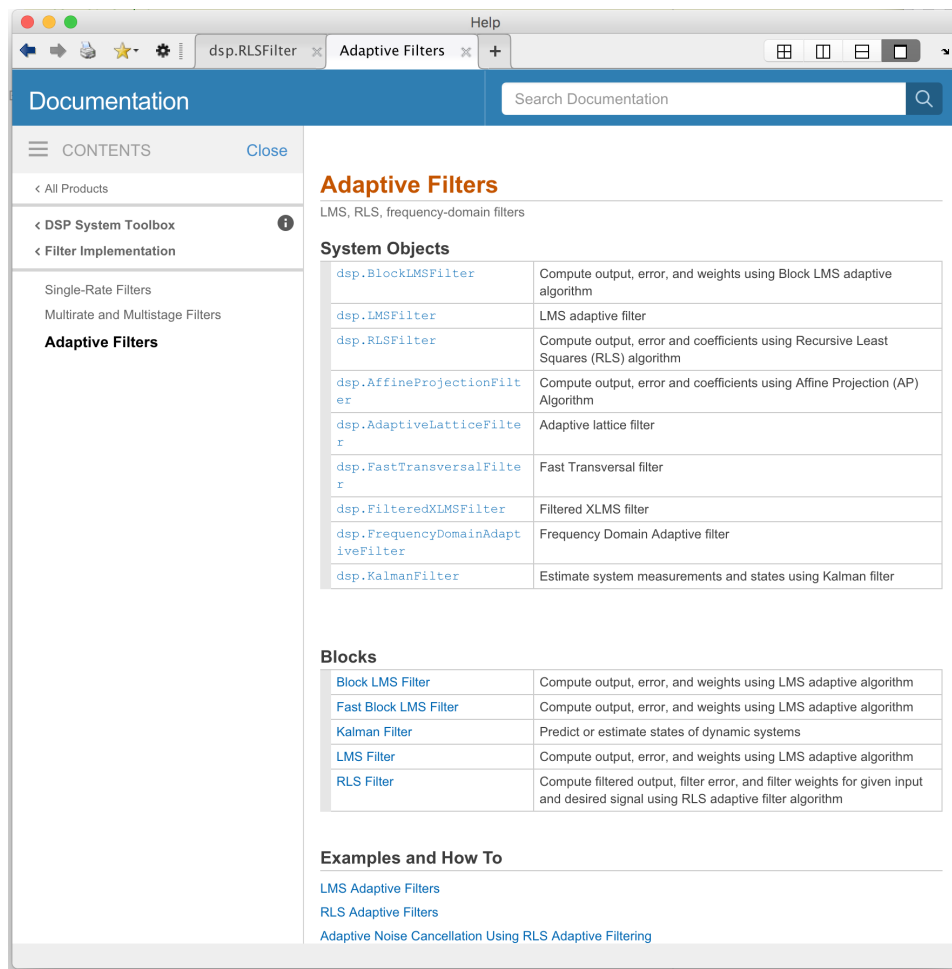 Help
dsp.RLSFilter
Adaptive Filters
Documentation
Search Documentation
CONTENTS
Close
< All Products
< DSP System Toolbox
< Filter Implementation
Single-Rate Filters
Multirate and Multistage Filters
Adaptive Filters
Adaptive Filters
LMS, RLS, frequency-domain filters
System Objects
dsp.BlockLMSFilter
Compute output, error, and weights using Block LMS adaptive
algorithm
dsp.LMSFilter
LMS adaptive filter
dsp.RLSFilter
Compute output, error and coefficients using Recursive Least
Squares (RLS) algorithm
dsp.AffineProjectionFilt
er
Compute output, error and coefficients using Affine Projection (AP)
Algorithm
dsp.AdaptiveLatticeFilte
r
Adaptive lattice filter
dsp.FastTransversalFilte
r
Fast Transversal filter
dsp.FilteredXLMSFilter
Filtered XLMS filter
dsp.FrequencyDomainAdapt
iveFilter
Frequency Domain Adaptive filter
dsp.KalmanFilter
Estimate system measurements and states using Kalman filter
Blocks
Block LMS Filter
Compute output, error, and weights using LMS adaptive algorithm
Fast Block LMS Filter
Compute output, error, and weights using LMS adaptive algorithm
Kalman Filter
Predict or estimate states of dynamic systems
LMS Filter
Compute output, error, and weights using LMS adaptive algorithm
RLS Filter
Compute filtered output, filter error, and filter weights for given input
and desired signal using RLS adaptive filter algorithm
Examples and How To
LMS Adaptive Filters
RLS Adaptive Filters
Adaptive Noise Cancellation Using RLS Adaptive Filtering